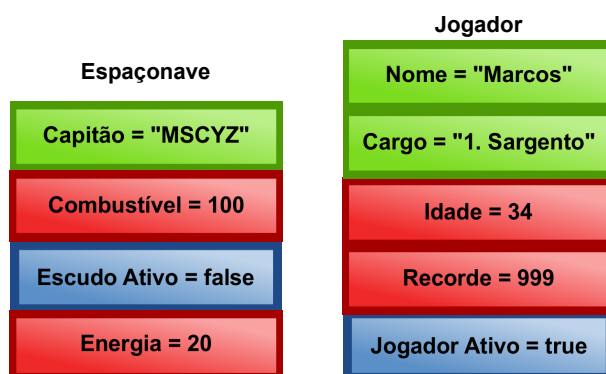 Espaçonave
Capitão = "MSCYZ"
Combustível = 100
Escudo Ativo = false
Energia = 20
Jogador
Nome = "Marcos"
Cargo = "1. Sargento"
Idade = 34
Recorde = 999
Jogador Ativo = true